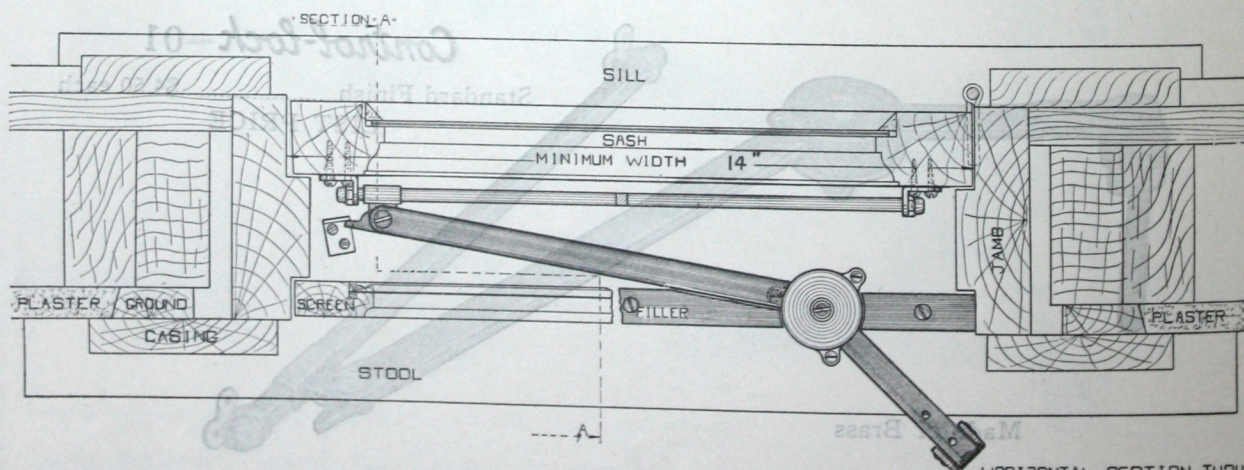 SECTION-A-
SILL
SASH
MINIMUM WIDTH 14"
JAMB
SCREEN
FILLER
PLASTER GROUND
PLASTER
CASING
STOOL
A
Control-lock-01
Standard Finish
each
Brass
HORIZONTAL SECTION